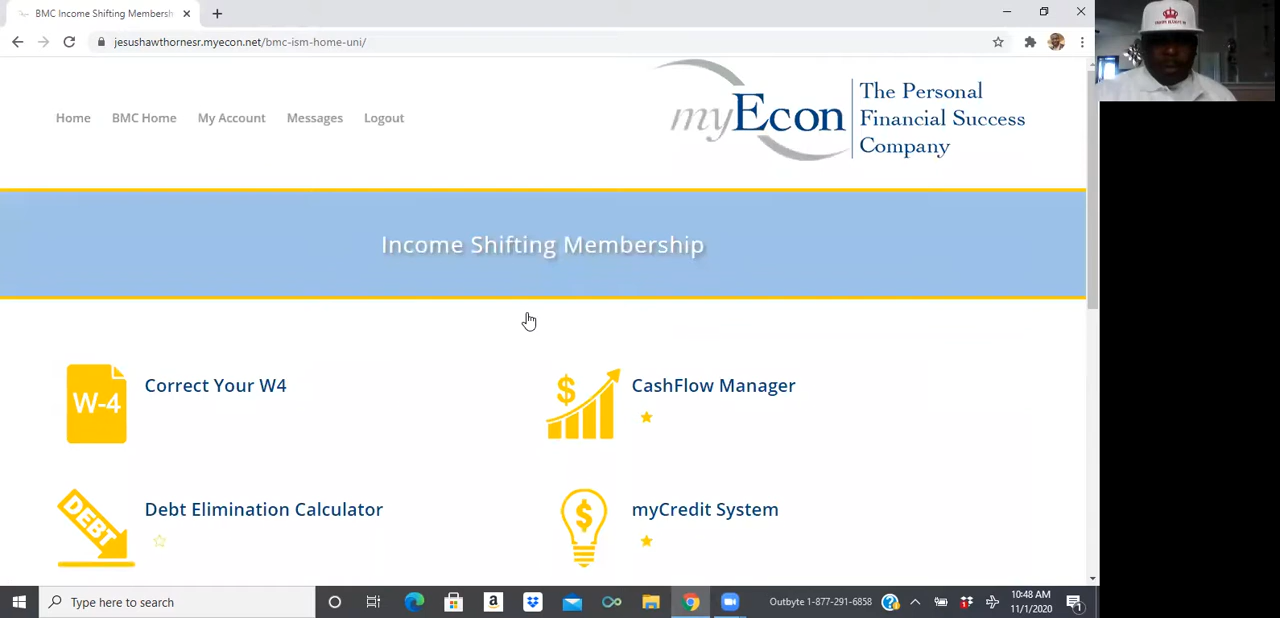 BMC Income Shifting Membersh
jesushawthornesr.myecon.net/bmc-ism-home-uni/
Home BMC Home My Account Messages Logout
myEcon
The Personal
Financial Success
Company
Income Shifting Membership
W-4
Correct Your W4
$
CashFlow Manager
DEBT
Debt Elimination Calculator
$
myCredit System
Type here to search
a
Outbyte 1-877-291-6858
10:48 AM
11/1/2020